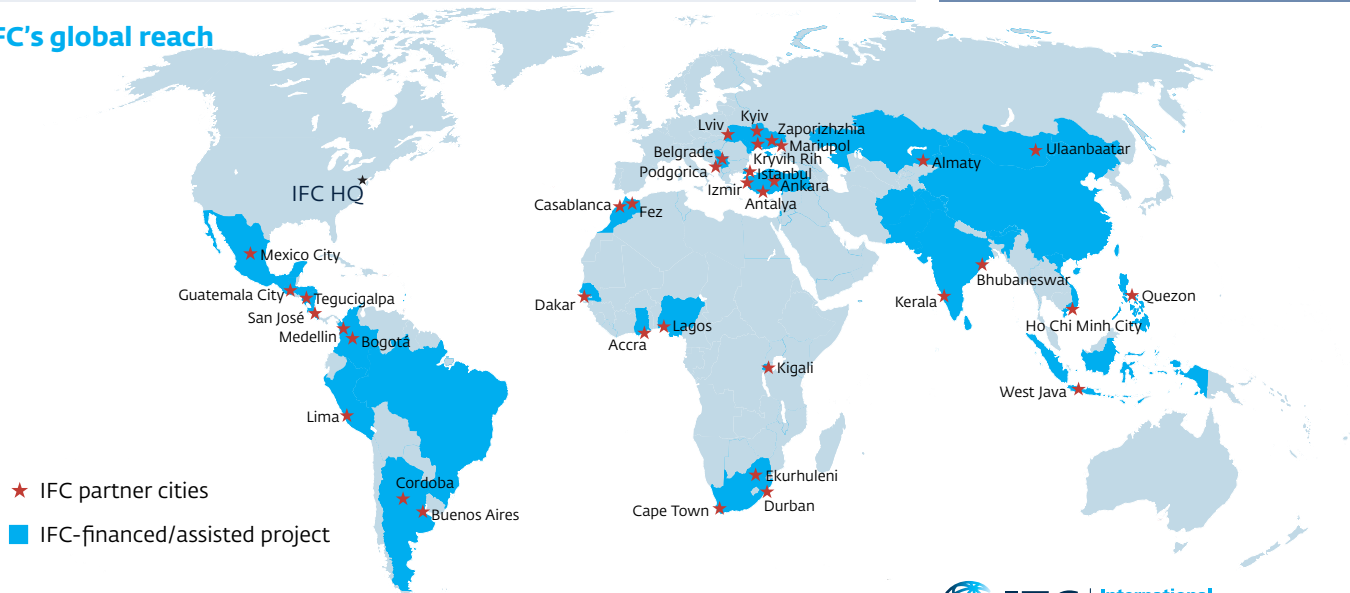 FC's global reach
Kyiv
Lviv
Zaporizhzhia
Mariupol
Belgrade
Kryvih Rih
Podgorica
Istanbul
Izmir
Ankara
Antalya
Almaty
Ulaanbaatar
IFC HQ
Casablanca
Fez
Mexico City
Guatemala City
Tegucigalpa
San José
Medellin
Bogotá
Dakar
Lagos
Accra
Kigali
Bhubaneswar
Kerala
Quezon
Ho Chi Minh City
West Java
Lima
Cordoba
Buenos Aires
Ekurhuleni
Durban
Cape Town
IFC partner cities
IFC-financed/assisted project
IFC
International